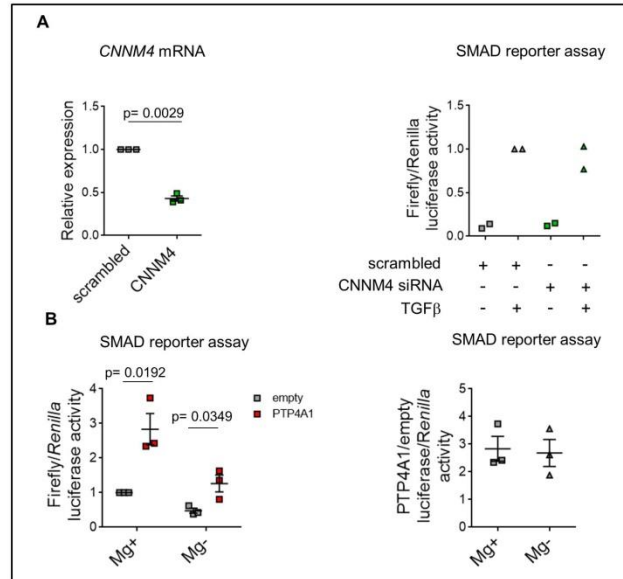 A
CNNM4 mRNA
Relative expression
1.5
1.0
0.5
0.0
p= 0.0029
scrambled
CNNM4
SMAD reporter assay
Firefly/Renilla
luciferase activity
1.5
1.0
0.5
0.0
scrambled + + - -
CNNM4 siRNA - - + +
TGFβ - + - +
B
SMAD reporter assay
p= 0.0192
p= 0.0349
Firefly/Renilla
luciferase activity
4
3
2
1
0
Mg+
Mg-
empty
PTP4A1
SMAD reporter assay
PTP4A1/empty
luciferase/Renilla
activity
5
4
3
2
1
0
Mg+
Mg-